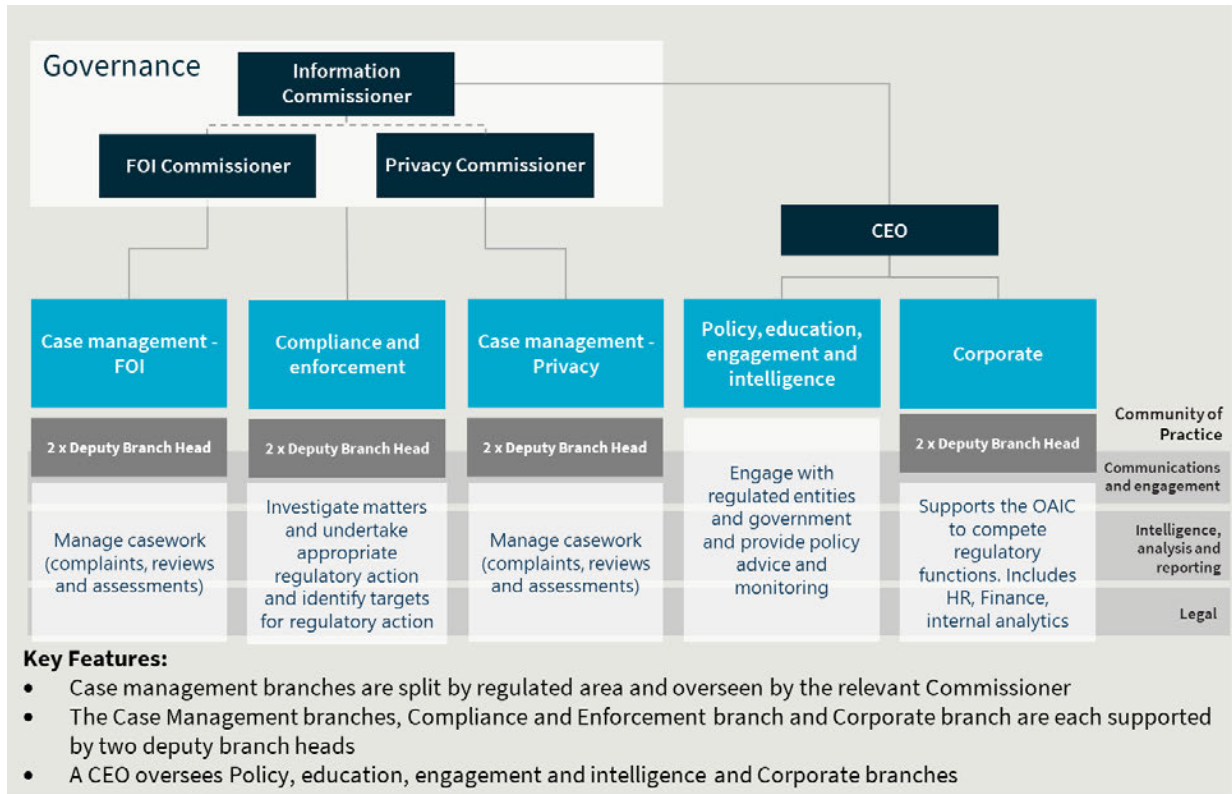 Governance
Information
Commissioner
FOI Commissioner
Privacy Commissioner
CEO
Case management -
FOI
Compliance and
enforcement
Case management -
Privacy
Policy, education,
engagement and
intelligence
Corporate
2 x Deputy Branch Head
2 x Deputy Branch Head
2 x Deputy Branch Head
2 x Deputy Branch Head
Manage casework
(complaints, reviews
and assessments)
Investigate matters
and undertake
appropriate
regulatory action
and identify targets
for regulatory action
Manage casework
(complaints, reviews
and assessments)
Engage with
regulated entities
and government
and provide policy
advice and
monitoring
Supports the OAIC
to compete
regulatory
functions. Includes
HR, Finance,
internal analytics
Community of
Practice
Communications
and engagement
Intelligence,
analysis and
reporting
Legal
Key Features:
• Case management branches are split by regulated area and overseen by the relevant Commissioner
• The Case Management branches, Compliance and Enforcement branch and Corporate branch are each supported
by two deputy branch heads
• A CEO oversees Policy, education, engagement and intelligence and Corporate branches